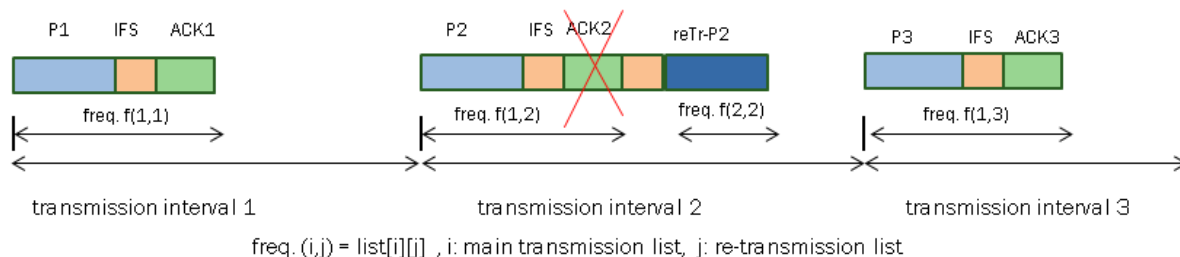 P1 IFS ACK1 P2 IFS ACK2 reTr-P2 P3 IFS ACK3
freq. f(1,1) freq. f(1,2) freq. f(2,2) freq. f(1,3)
transmission interval 1 transmission interval 2 transmission interval 3
freq. (i,j) = list[i][j] , i: main transmission list, j: re-transmission list